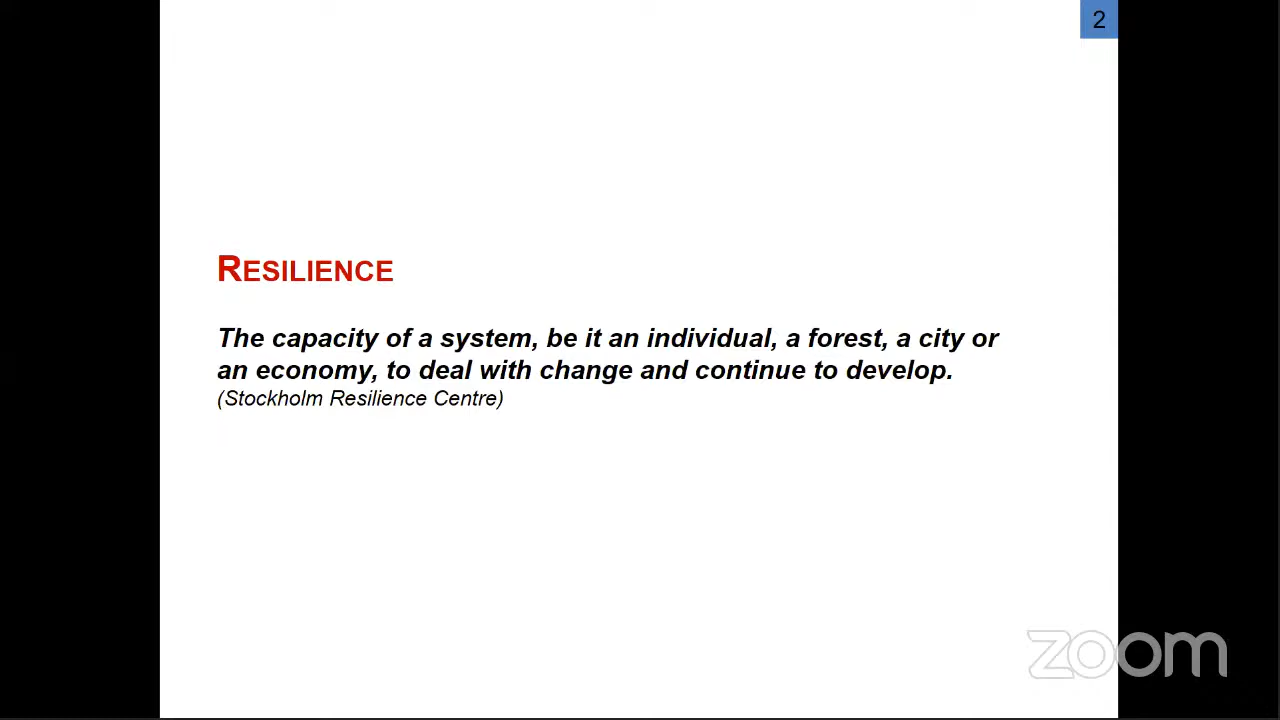 2
RESILIENCE
The capacity of a system, be it an individual, a forest, a city or
an economy, to deal with change and continue to develop.
(Stockholm Resilience Centre)
zoom